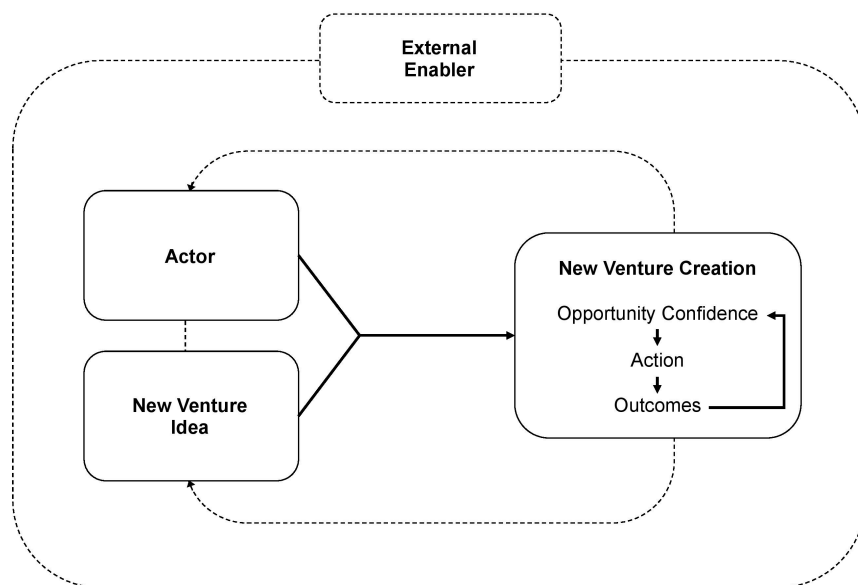 External
Enabler
Actor
New Venture
Idea
New Venture Creation
Opportunity Confidence
Action
Outcomes